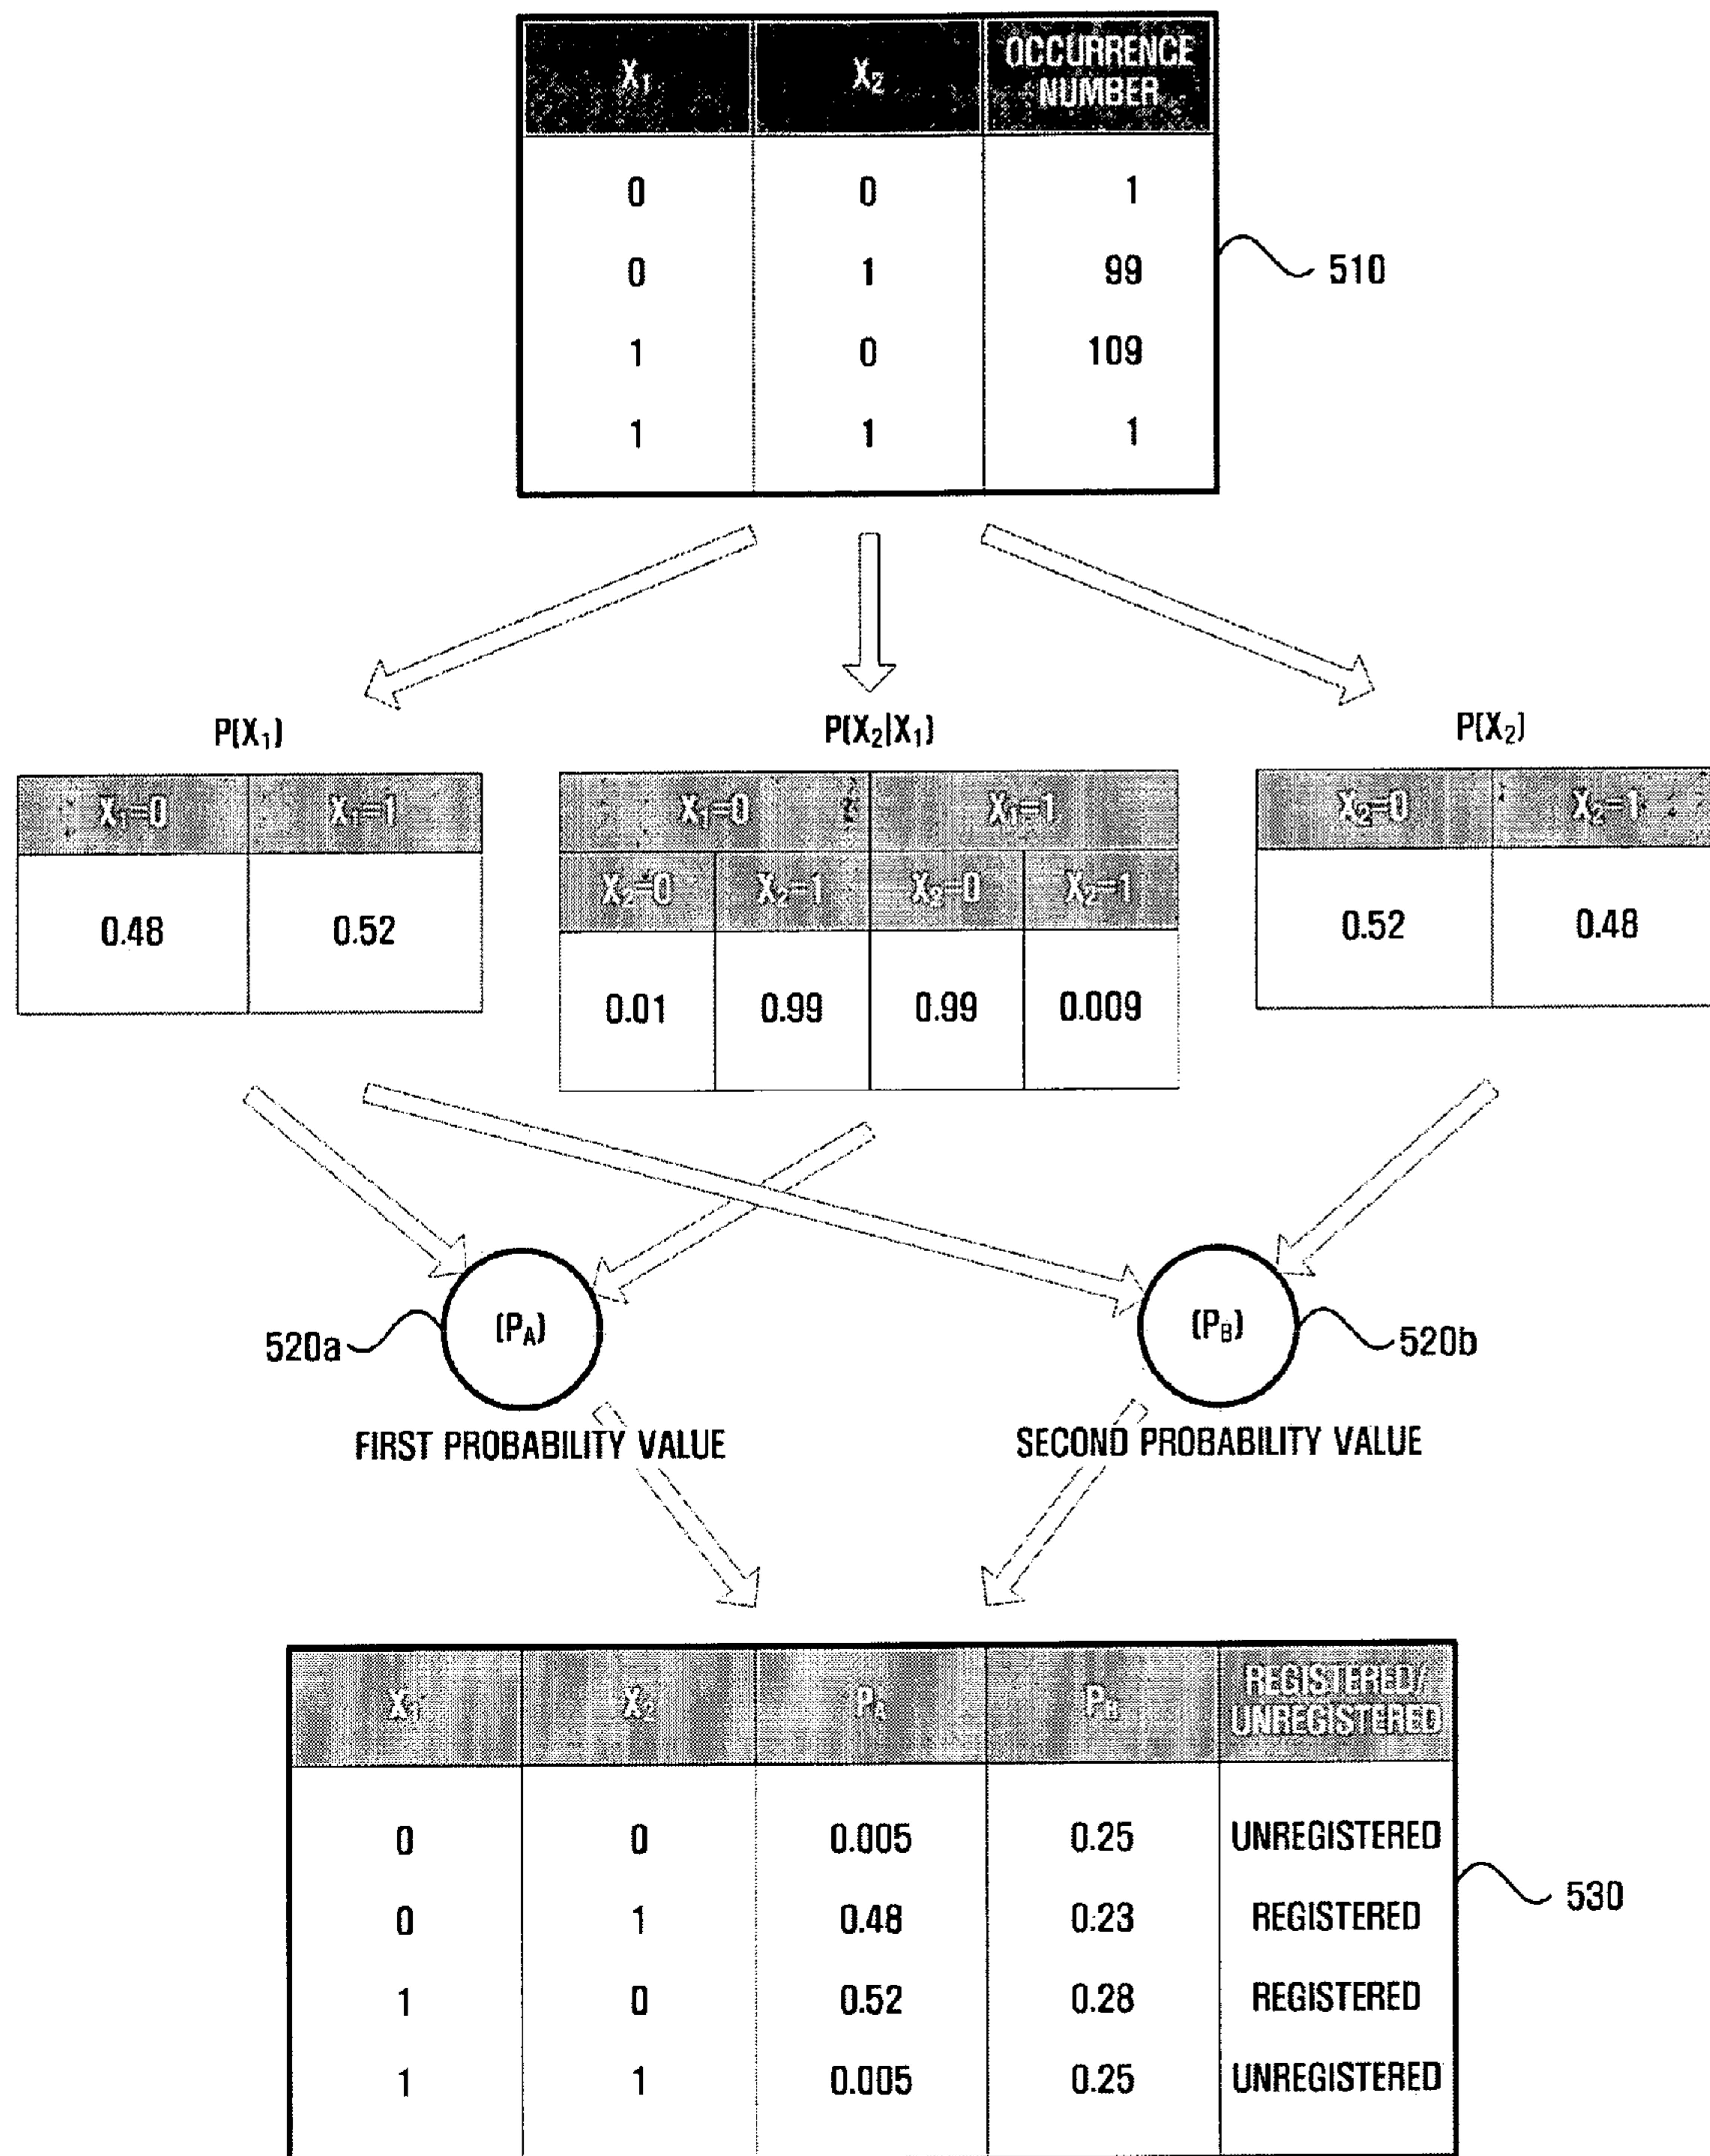 X₁ X₂ OCCURRENCE NUMBER
0 0 1
0 1 99
1 0 109
1 1 1
510
P(X₁) P(X₂|X₁) P(X₂)
X₁=0 X₁=1 X₁=0 X₁=1 X₂=0 X₂=1
X₂=0 X₂=1 X₂=0 X₂=1
0.48 0.52 0.52 0.48
0.01 0.99 0.99 0.009
520a (P_A) (P_B) 520b
FIRST PROBABILITY VALUE SECOND PROBABILITY VALUE
X₁ X₂ P_A P_B REGISTERED/ UNREGISTERED
0 0 0.005 0.25 UNREGISTERED
0 1 0.48 0.23 REGISTERED
530
1 0 0.52 0.28 REGISTERED
1 1 0.005 0.25 UNREGISTERED